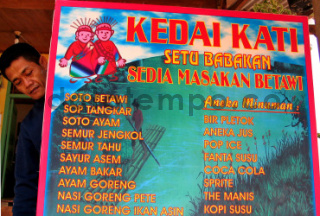 KEDAI KATI
SETU BABAKAN
SEDIA MASAKAN BETAWI
SOTO BETAWI
SOP TANGKAR
SOTO AYAM
SEMUR JENGKOL
SEMUR TAHU
SAYUR ASEM
AYAM BAKAR
AYAM GORENG
NASI GORENG PETE
NASI GORENG IKAN ASIN
Aneka Minuman :
BIR PLETOK
ANEKA JUS
POP ICE
FANTA SUSU
COCA COLA
SPRITE
THE MANIS
KOPI SUSU